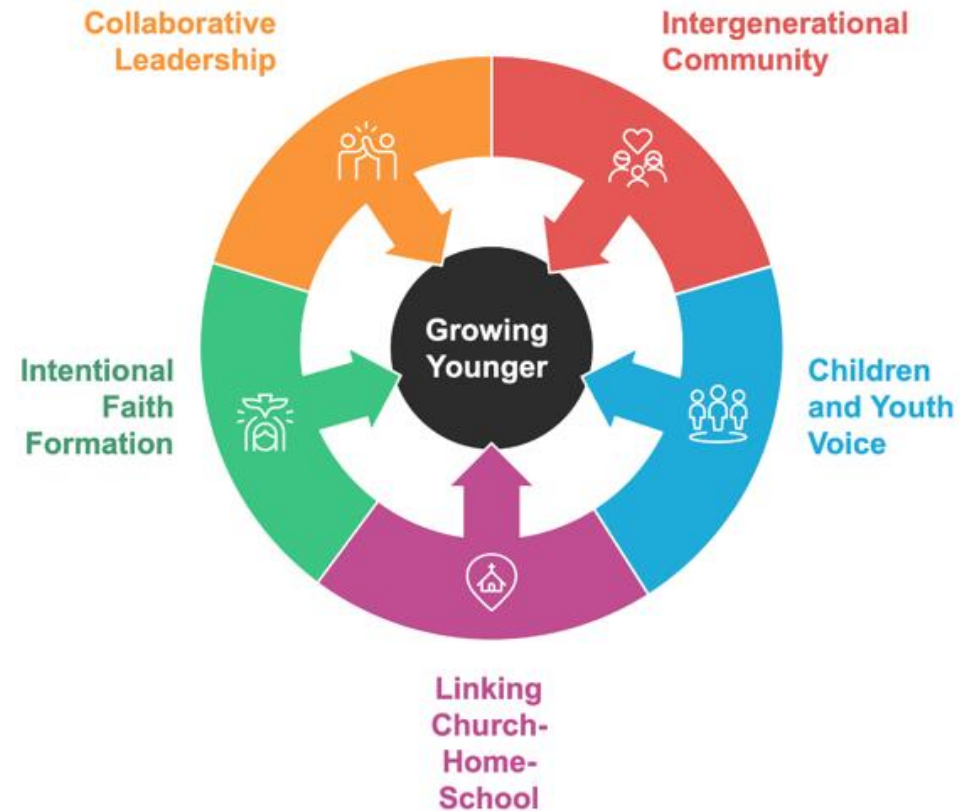 Collaborative
Leadership
Intergenerational
Community
Growing
Younger
Intentional
Faith
Formation
Children
and Youth
Voice
Linking
Church-
Home-
School